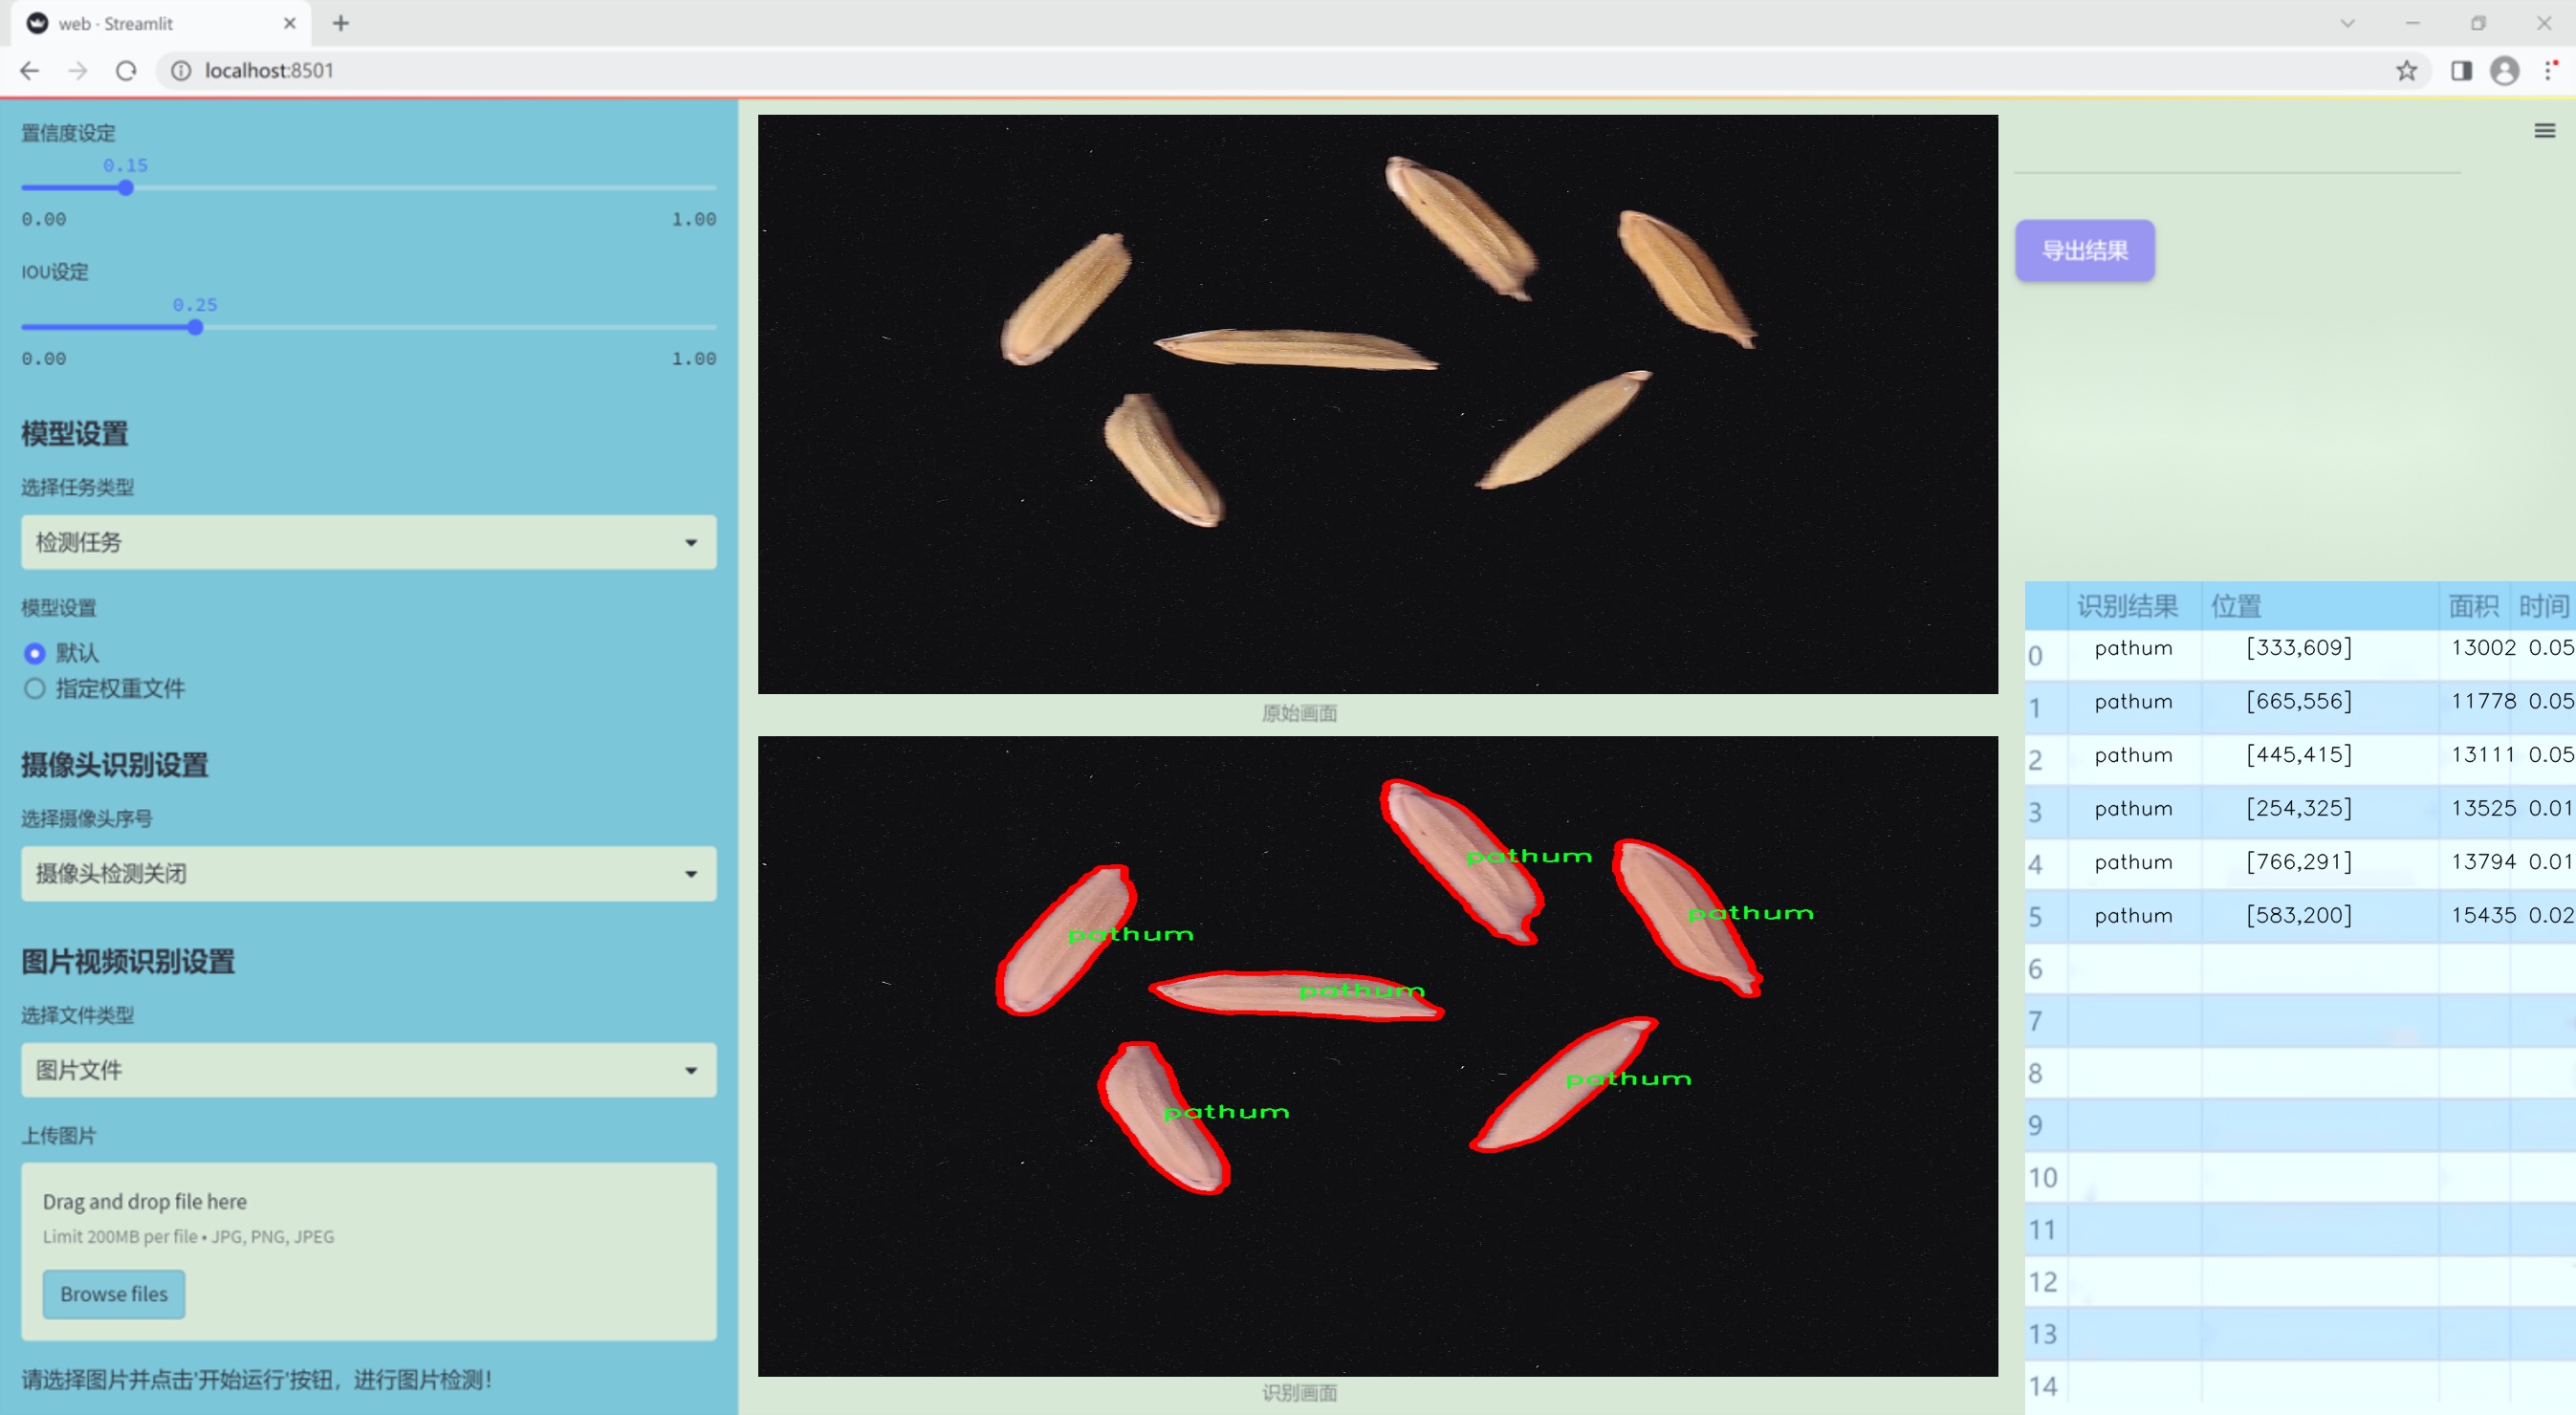 web · Streamlit
localhost:8501
置信度设定
0.15
0.00 1.00
IOU设定
0.25
0.00 1.00
模型设置
选择任务类型
检测任务
模型设置
默认
指定权重文件
摄像头识别设置
选择摄像头序号
摄像头检测关闭
图片视频识别设置
选择文件类型
图片文件
上传图片
Drag and drop file here
Limit 200MB per file • JPG, PNG, JPEG
Browse files
请选择图片并点击'开始运行'按钮，进行图片检测！
原始画面
pathum
pathum
pathum
pathum
pathum
pathum
识别画面
导出结果
识别结果 位置 面积 时间
0 pathum [333,609] 13002 0.05
1 pathum [665,556] 11778 0.05
2 pathum [445,415] 13111 0.05
3 pathum [254,325] 13525 0.01
4 pathum [766,291] 13794 0.01
5 pathum [583,200] 15435 0.02
6
7
8
9
10
11
12
13
14